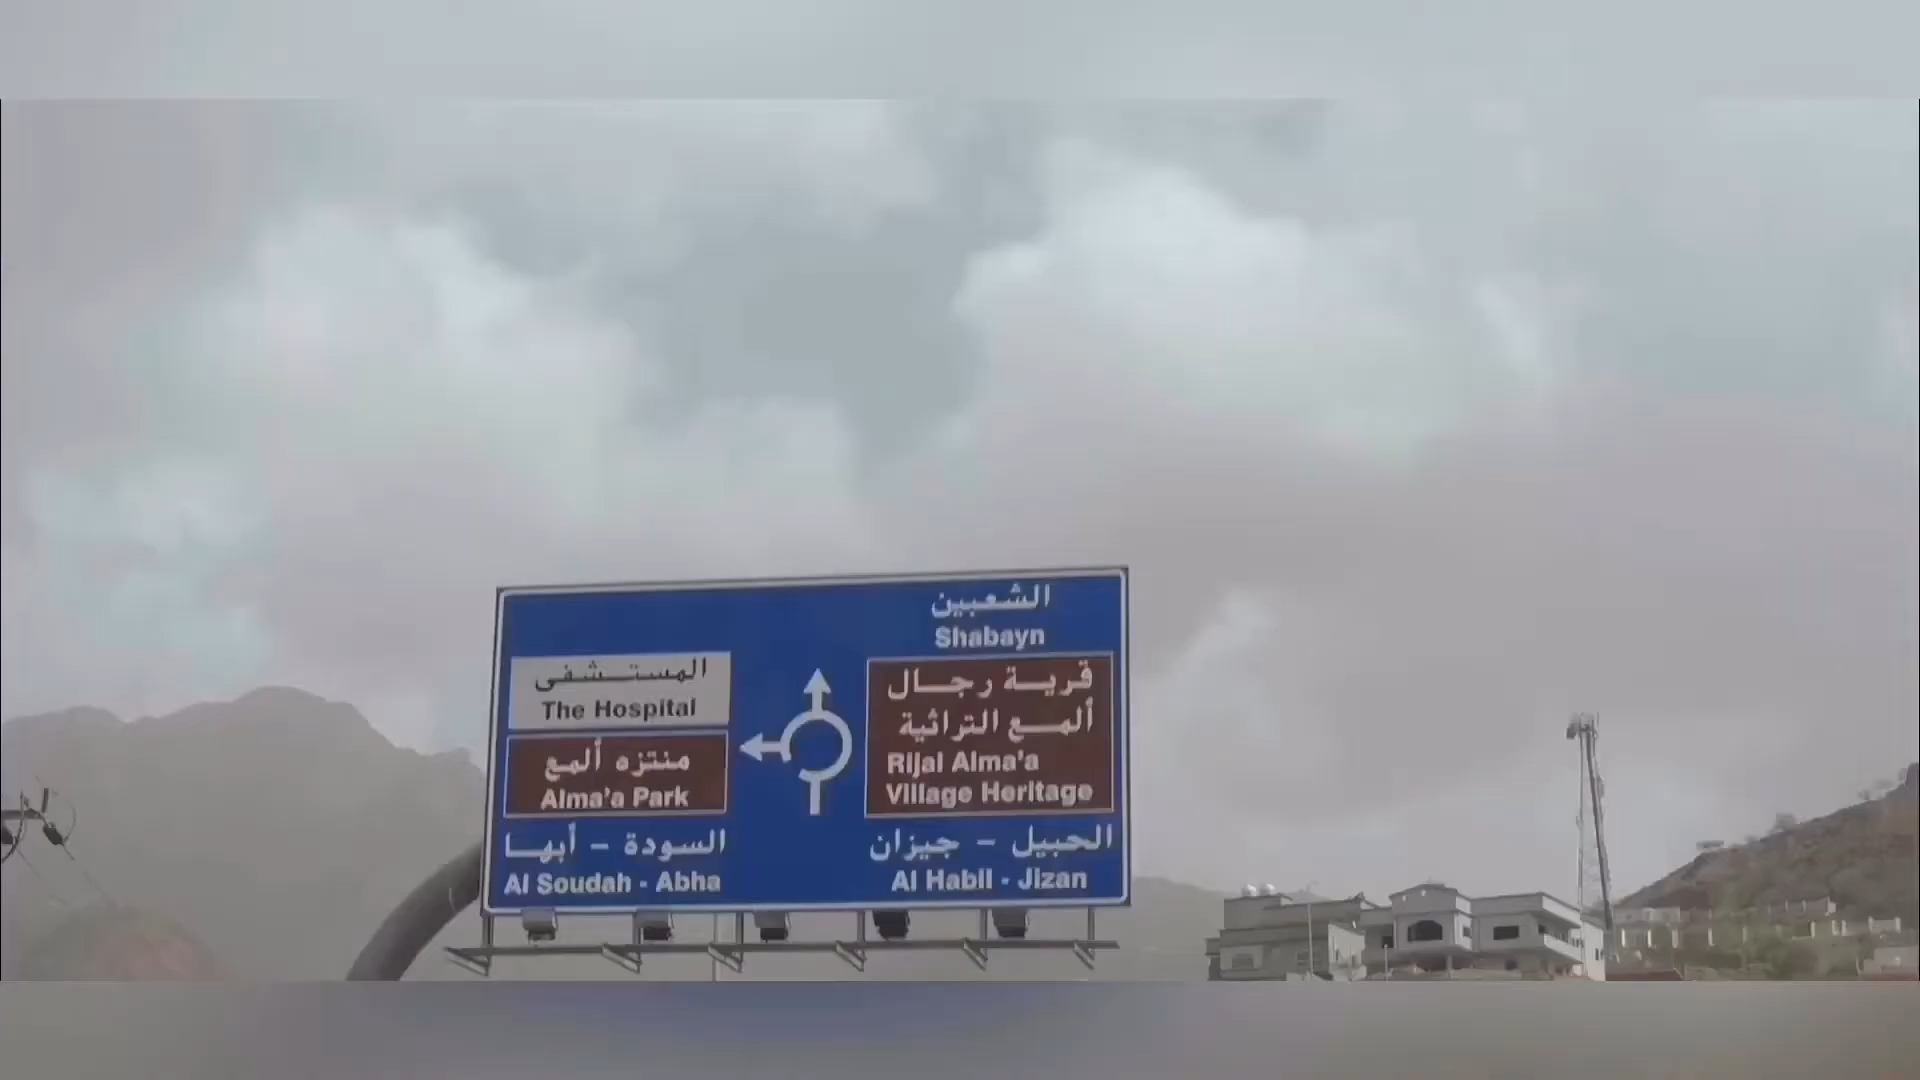 الشعبين
Shabayn
قرية رجال
ألمع التراثية
Rijal Alma'a
Village Heritage
الحبيل - جيزان
Al Habil - Jizan
المستشفى
The Hospital
منتزه ألمع
Alma'a Park
السودة - أبها
Al Soudah - Abha